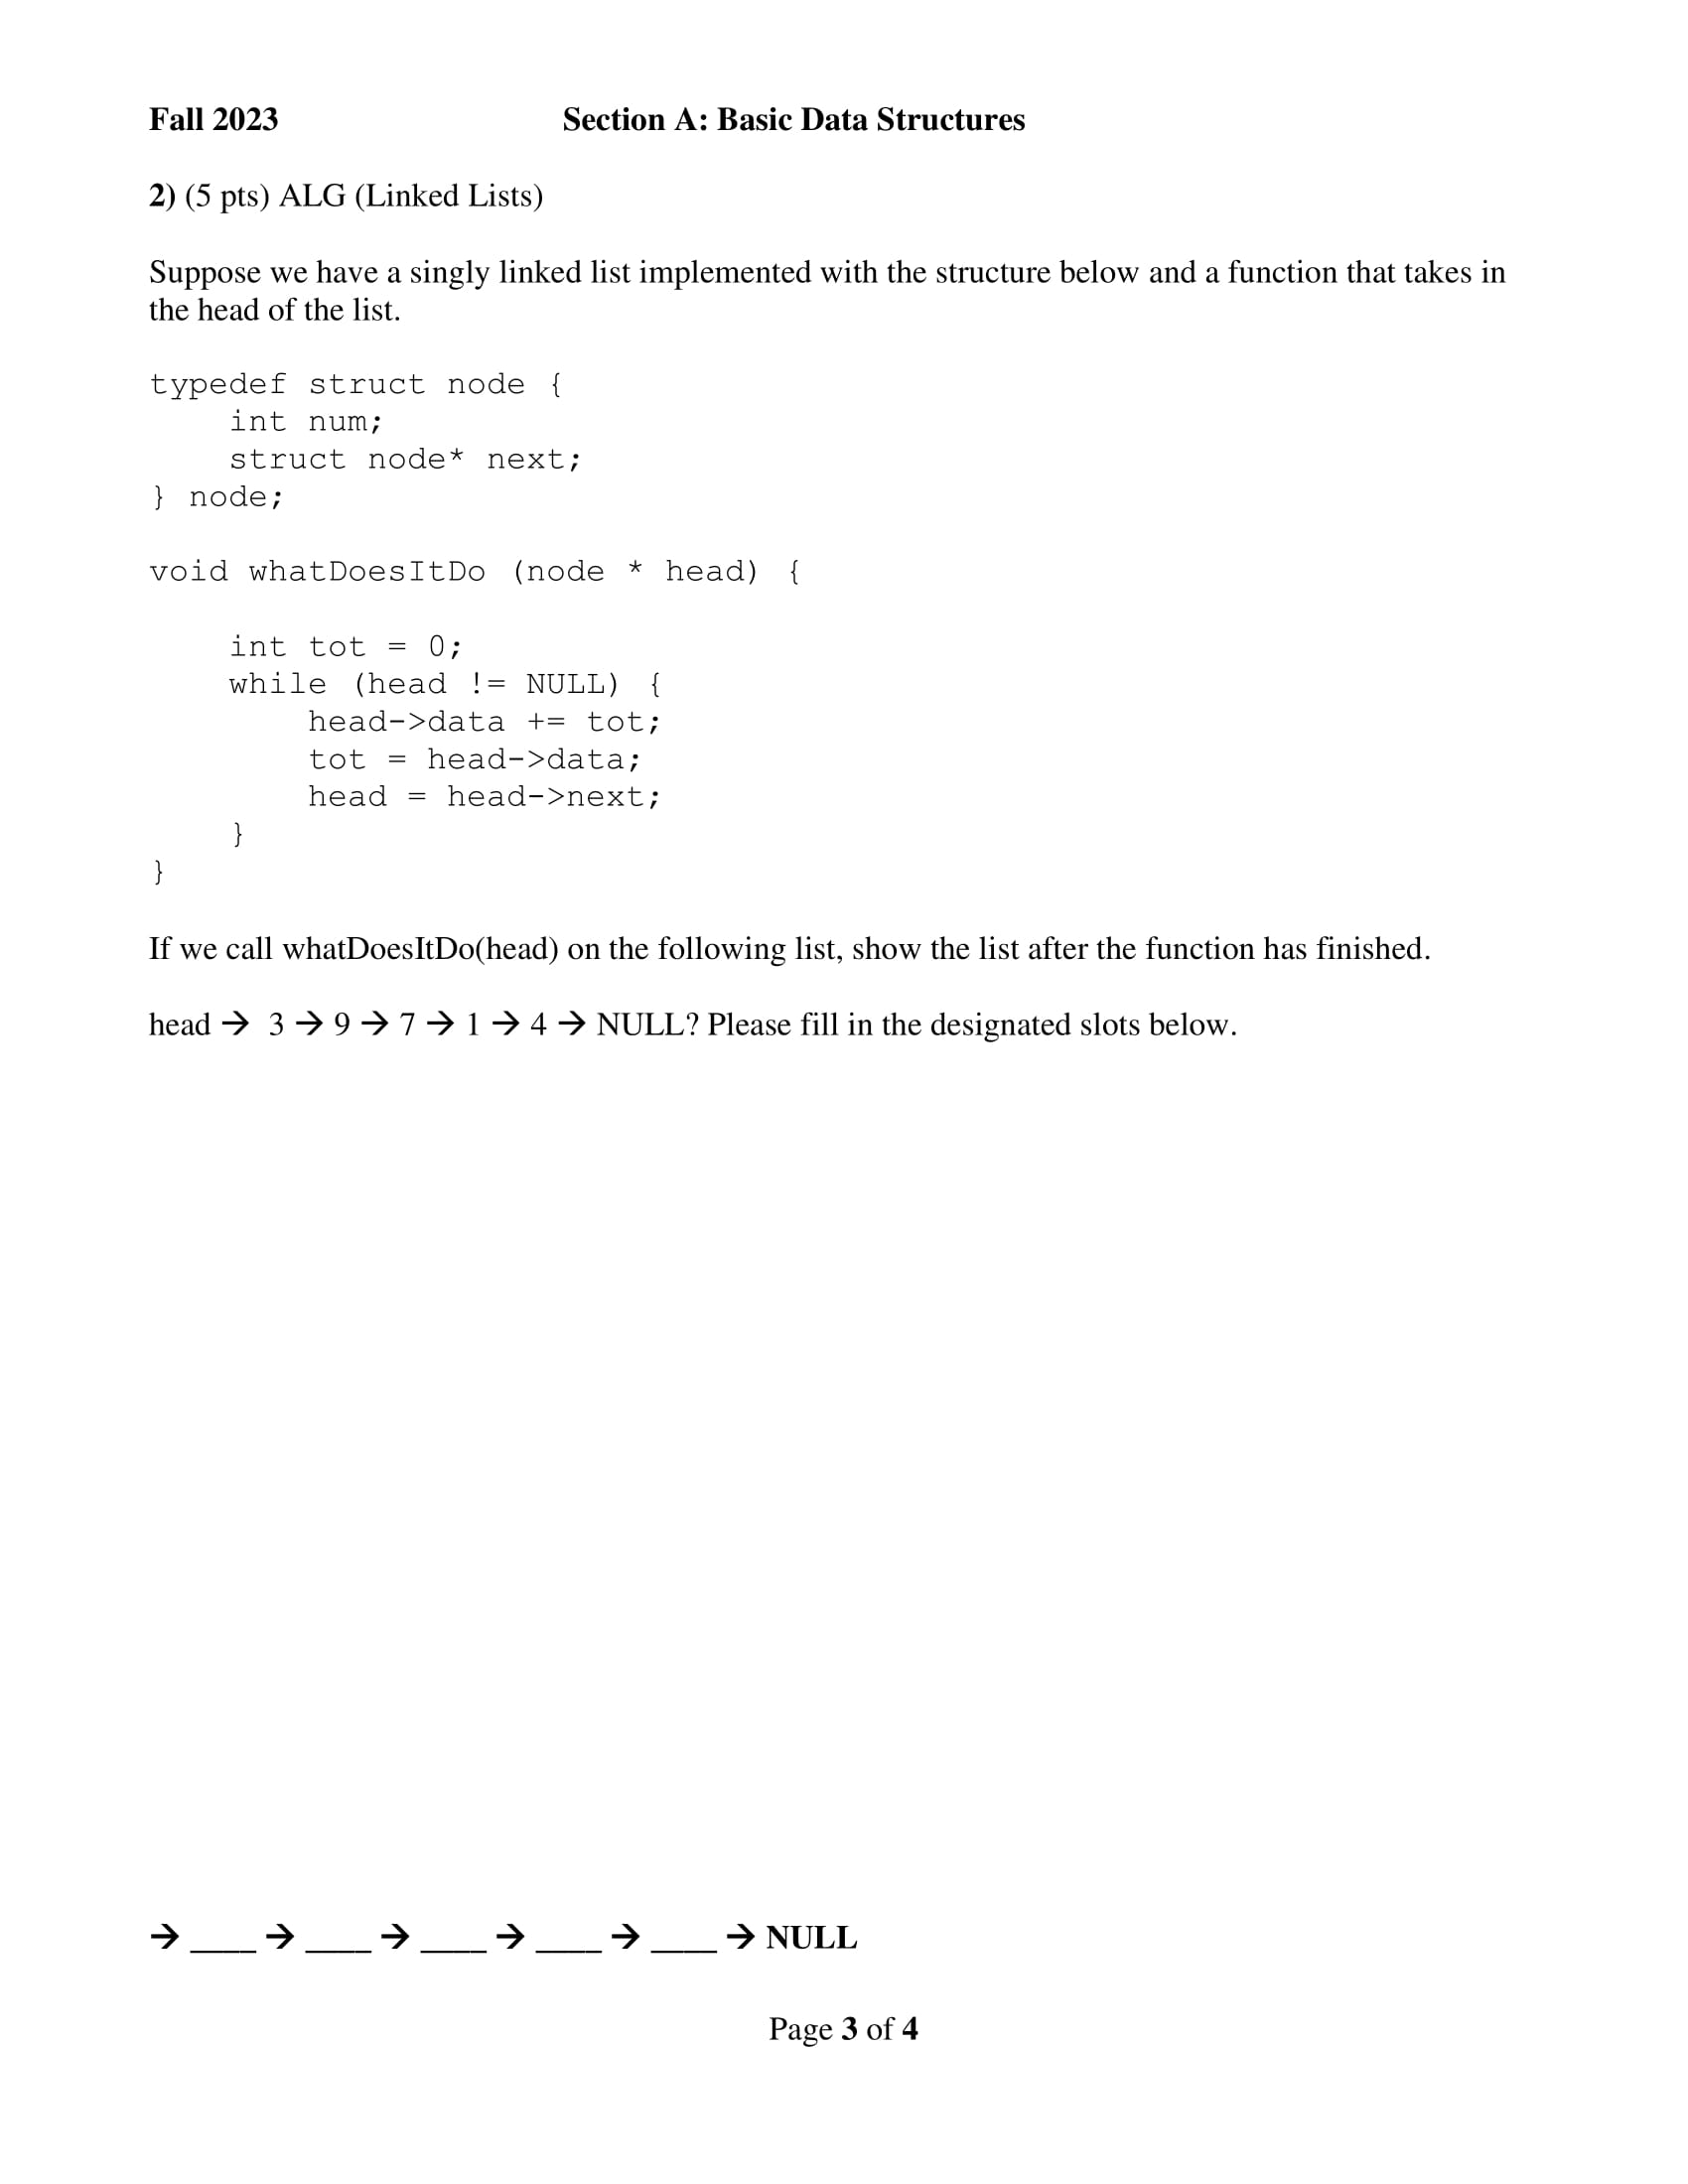 Fall 2023 Section A: Basic Data Structures
2) (5 pts) ALG (Linked Lists)
Suppose we have a singly linked list implemented with the structure below and a function that takes in
the head of the list.
typedef struct node {
    int num;
    struct node* next;
} node;
void whatDoesItDo (node * head) {
    int tot = 0;
    while (head != NULL) {
        head->data += tot;
        tot = head->data;
        head = head->next;
    }
}
If we call whatDoesItDo(head) on the following list, show the list after the function has finished.
head → 3 → 9 → 7 → 1 → 4 → NULL? Please fill in the designated slots below.
→ ____ → ____ → ____ → ____ → ____ → NULL
Page 3 of 4